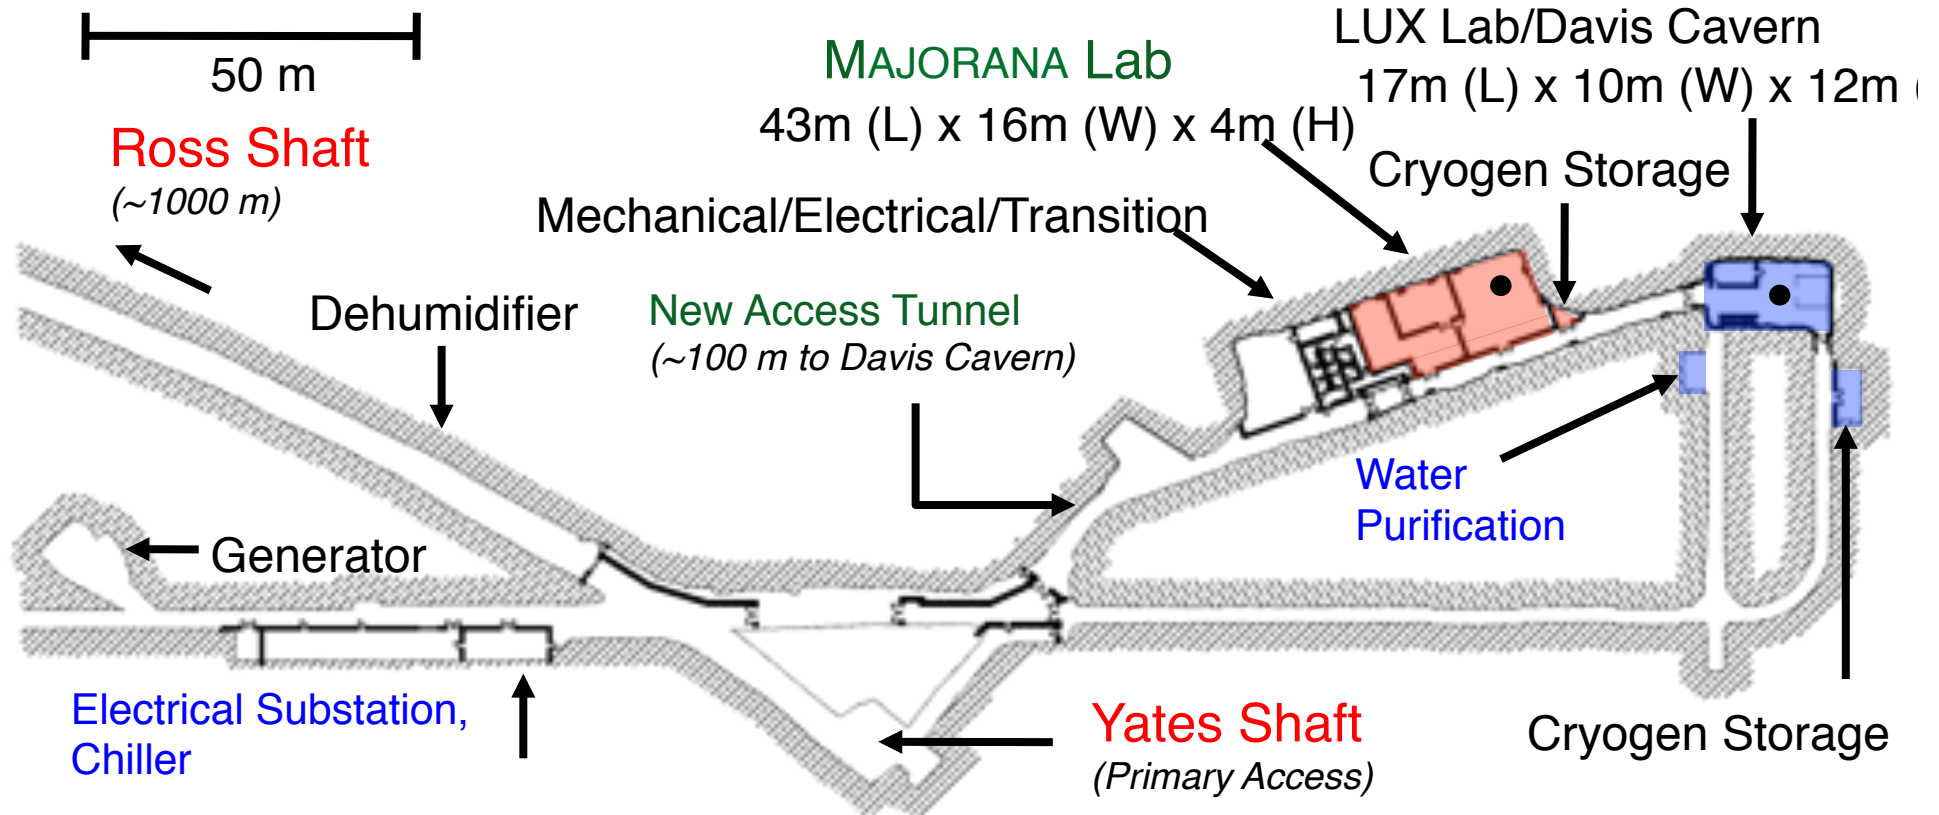 50 m
Ross Shaft
(~1000 m)
MAJORANA Lab
43m (L) x 16m (W) x 4m (H)
LUX Lab/Davis Cavern
17m (L) x 10m (W) x 12m (
Cryogen Storage
Mechanical/Electrical/Transition
Dehumidifier
New Access Tunnel
(~100 m to Davis Cavern)
Water
Purification
Generator
Electrical Substation,
Chiller
Yates Shaft
(Primary Access)
Cryogen Storage